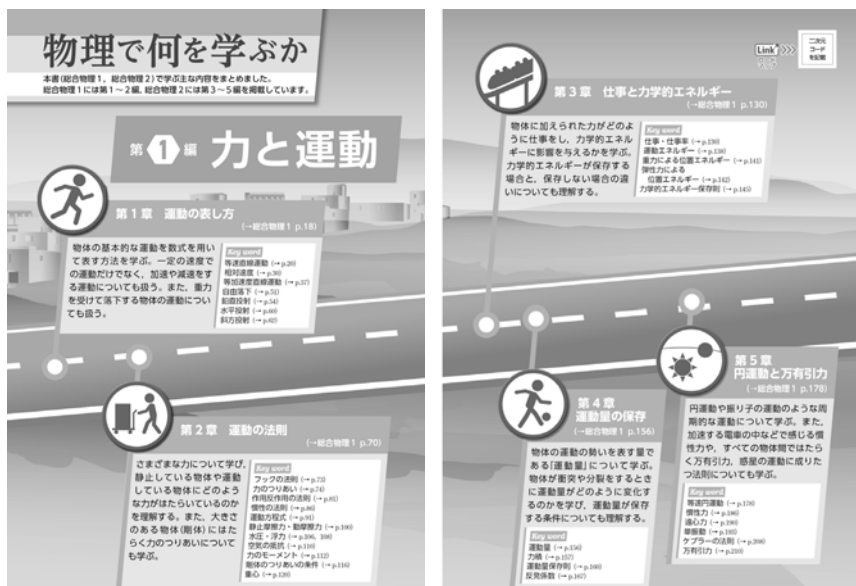 物理で何を学ぶか
本書(総合物理1，総合物理2)で学ぶ主な内容をまとめました。
総合物理1には第1～2編，総合物理2には第3～5編を掲載しています。
第1編 力と運動
第1章 運動の表し方
(→総合物理1 p.18)
物体の基本的な運動を数式を用い
て表す方法を学ぶ。一定の速度で
の運動だけでなく，加速や減速をす
る運動についても扱う。また，重力
を受けて落下する物体の運動につい
ても扱う。
Key word
等速直線運動 (→p.20)
相対速度 (→p.30)
等加速度直線運動 (→p.37)
自由落下 (→p.51)
鉛直投射 (→p.54)
水平投射 (→p.60)
斜方投射 (→p.62)
第2章 運動の法則
(→総合物理1 p.70)
さまざまな力について学び，
静止している物体や運動
している物体にどのよう
な力がはたらいているのか
を理解する。また，大きさ
のある物体(剛体)にはた
らく力のつりあいについて
も学ぶ。
Key word
フックの法則 (→p.73)
力のつりあい (→p.74)
作用反作用の法則 (→p.81)
慣性の法則 (→p.86)
運動方程式 (→p.91)
静止摩擦力・動摩擦力 (→p.100)
水圧・浮力 (→p.106, 108)
空気の抵抗 (→p.110)
力のモーメント (→p.112)
剛体のつりあいの条件 (→p.116)
重心 (→p.120)
Link
二次元
コード
を記載
第3章 仕事と力学的エネルギー
(→総合物理1 p.130)
物体に加えられた力がどのよ
うに仕事をし，力学的エネル
ギーに影響を与えるかを学ぶ。
力学的エネルギーが保存する
場合と，保存しない場合の違
いについても理解する。
Key word
仕事・仕事率 (→p.130)
運動エネルギー (→p.138)
重力による位置エネルギー (→p.141)
弾性力による
位置エネルギー (→p.142)
力学的エネルギー保存則 (→p.145)
第4章
運動量の保存
(→総合物理1 p.156)
物体の運動の勢いを表す量で
ある「運動量」について学ぶ。
物体が衝突や分裂をするとき
に運動量がどのように変化す
るのかを学び，運動量が保存
する条件についても理解する。
Key word
運動量 (→p.156)
力積 (→p.157)
運動量保存則 (→p.160)
反発係数 (→p.167)
第5章
円運動と万有引力
(→総合物理1 p.178)
円運動や振り子の運動のような周
期的な運動について学ぶ。また，
加速する電車の中などで感じる慣
性力や，すべての物体間ではたら
く万有引力，惑星の運動に成りた
つ法則についても学ぶ。
Key word
等速円運動 (→p.178)
慣性力 (→p.186)
遠心力 (→p.190)
単振動 (→p.193)
ケプラーの法則 (→p.208)
万有引力 (→p.210)